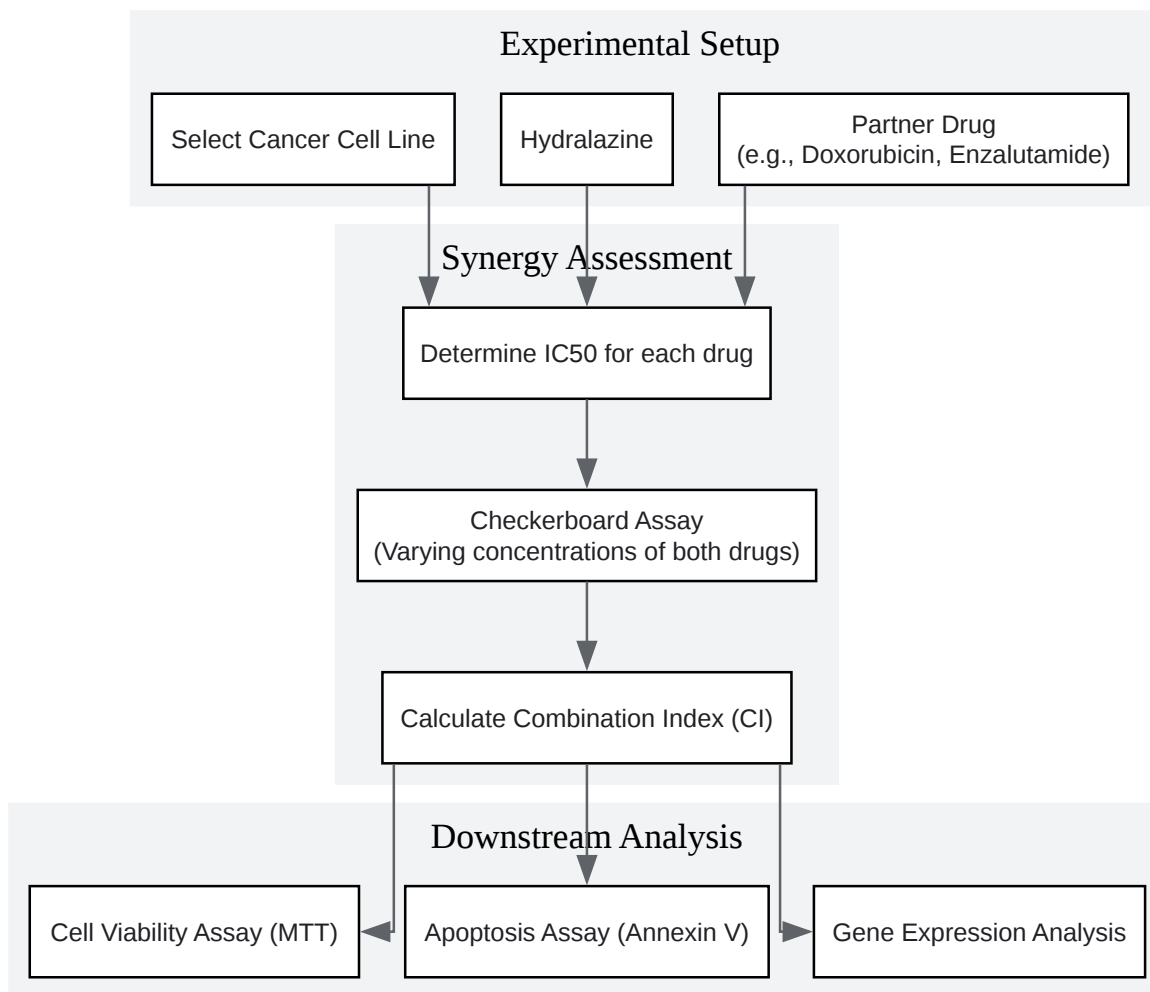 Experimental Setup
Select Cancer Cell Line
Hydralazine
Partner Drug
(e.g., Doxorubicin, Enzalutamide)
Synergy Assessment
Determine IC50 for each drug
Checkerboard Assay
(Varying concentrations of both drugs)
Calculate Combination Index (CI)
Downstream Analysis
Cell Viability Assay (MTT)
Apoptosis Assay (Annexin V)
Gene Expression Analysis